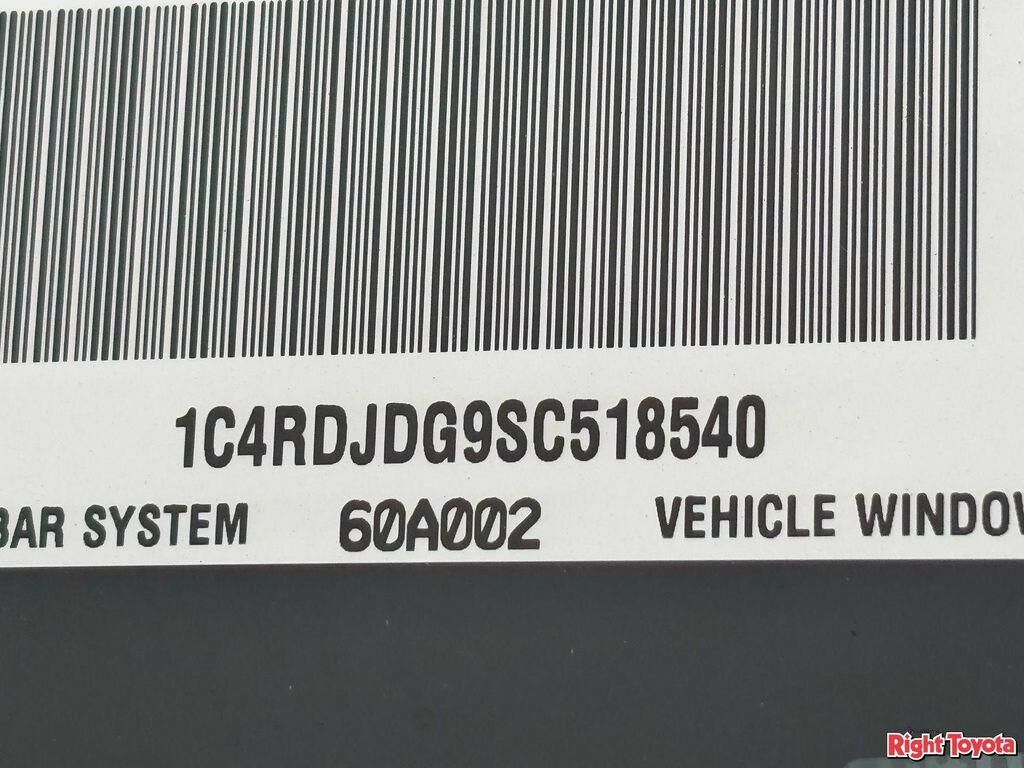 1C4RDJDG9SC518540
BAR SYSTEM 60A002 VEHICLE WINDOW
Right Toyota